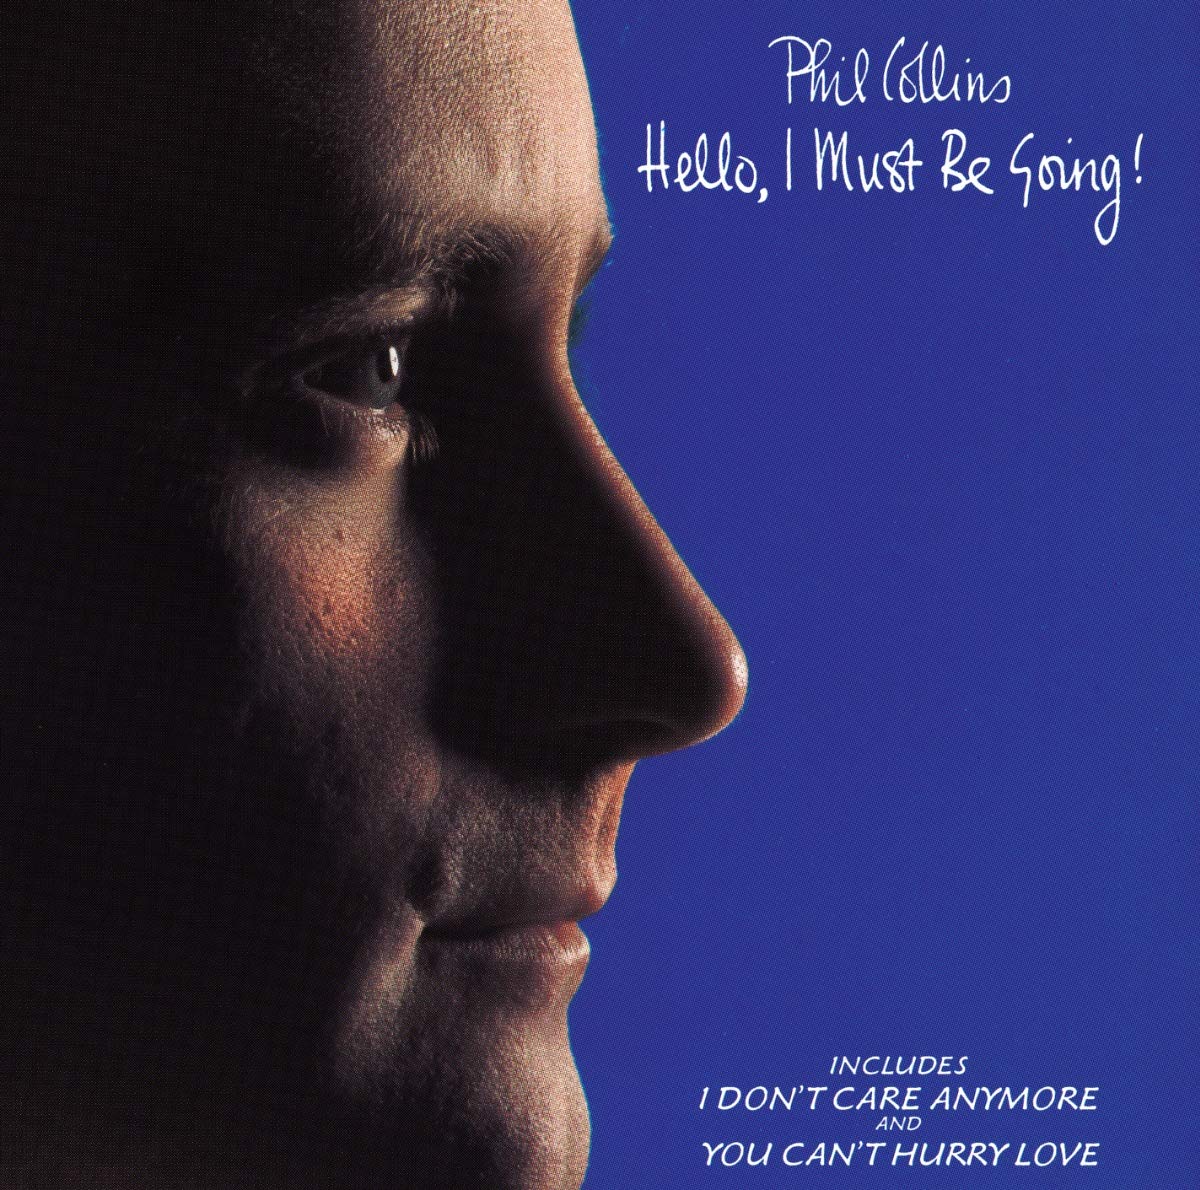 Phil Collins
Hello, I Must Be Going!
INCLUDES
I DON'T CARE ANYMORE
AND
YOU CAN'T HURRY LOVE